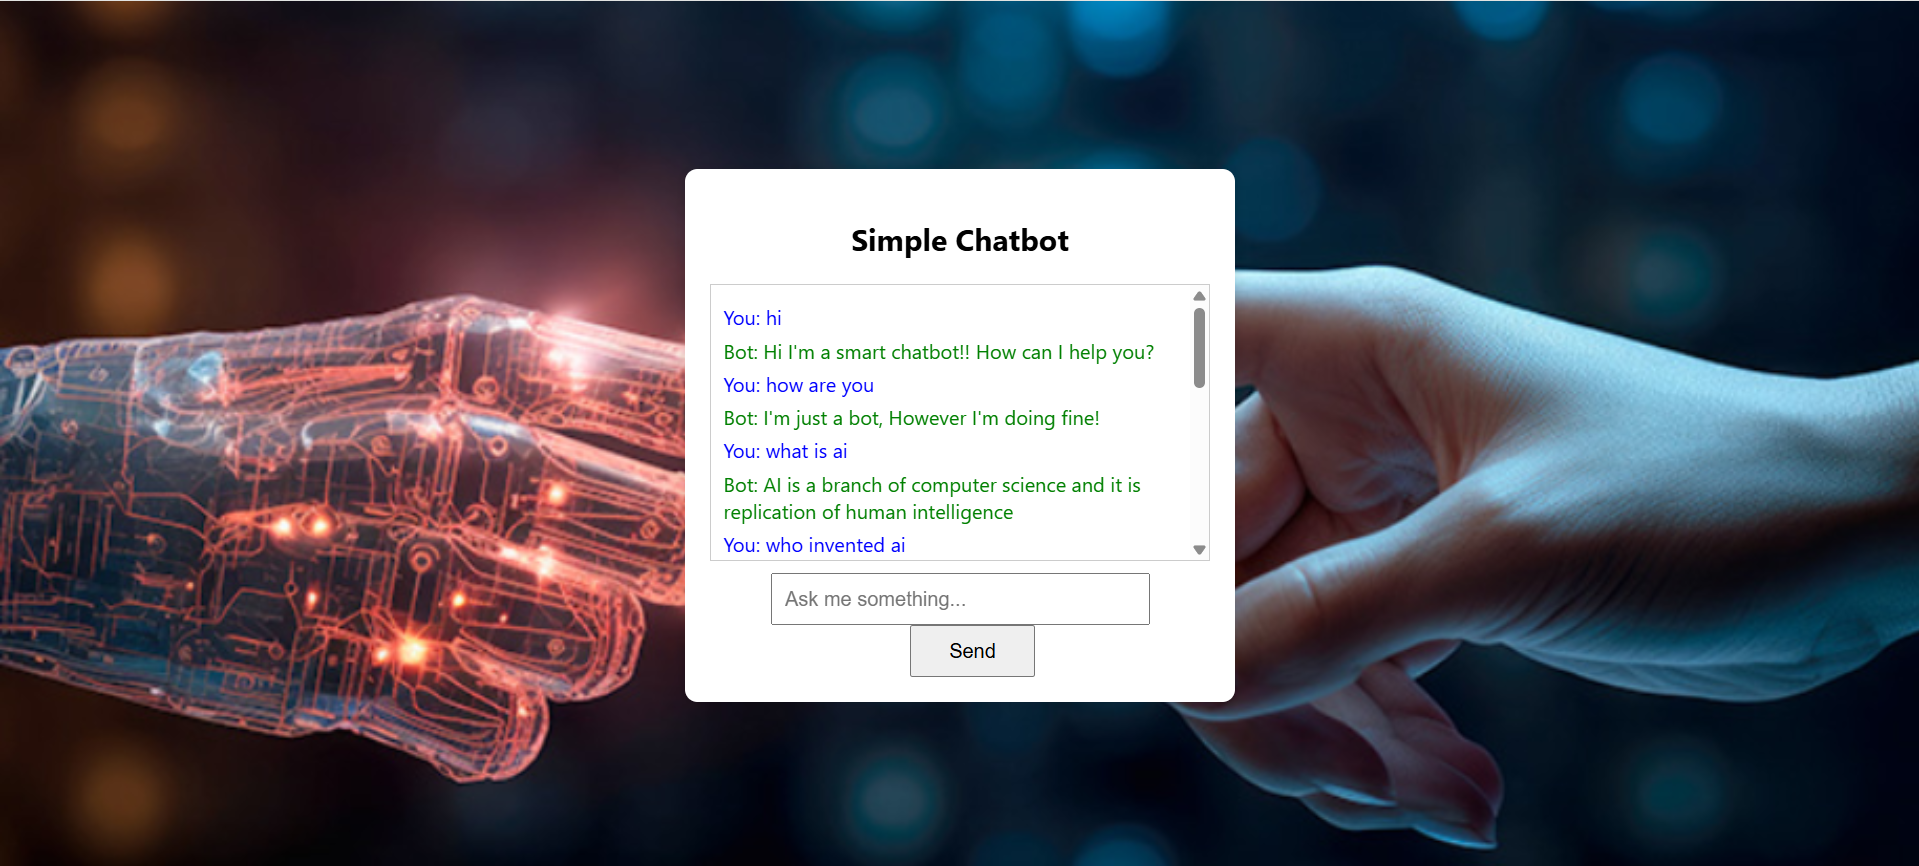 Simple Chatbot
You: hi
Bot: Hi I'm a smart chatbot!! How can I help you?
You: how are you
Bot: I'm just a bot, However I'm doing fine!
You: what is ai
Bot: AI is a branch of computer science and it is
replication of human intelligence
You: who invented ai
Ask me something...
Send